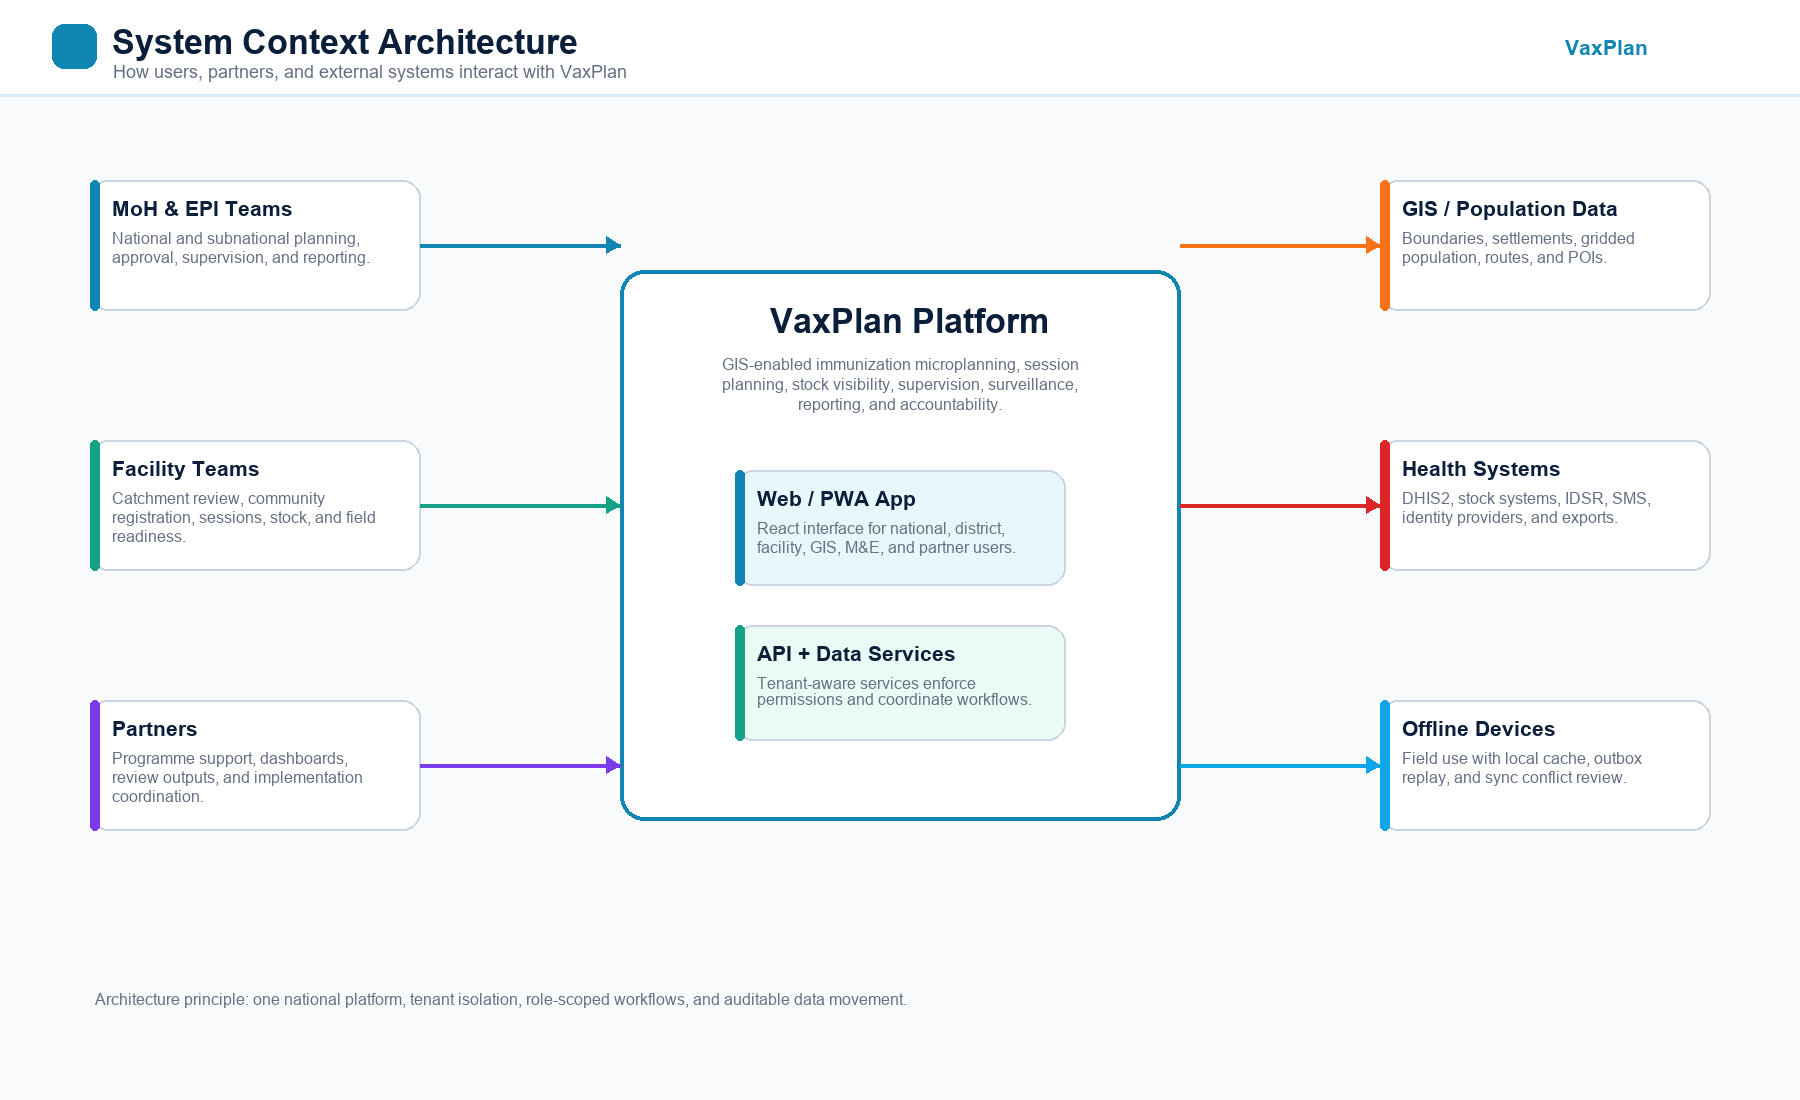 System Context Architecture
How users, partners, and external systems interact with VaxPlan
VaxPlan
MoH & EPI Teams
National and subnational planning,
approval, supervision, and reporting.
Facility Teams
Catchment review, community
registration, sessions, stock, and field
readiness.
Partners
Programme support, dashboards,
review outputs, and implementation
coordination.
VaxPlan Platform
GIS-enabled immunization microplanning, session
planning, stock visibility, supervision, surveillance,
reporting, and accountability.
Web / PWA App
React interface for national, district,
facility, GIS, M&E, and partner users.
API + Data Services
Tenant-aware services enforce
permissions and coordinate workflows.
GIS / Population Data
Boundaries, settlements, gridded
population, routes, and POIs.
Health Systems
DHIS2, stock systems, IDSR, SMS,
identity providers, and exports.
Offline Devices
Field use with local cache, outbox
replay, and sync conflict review.
Architecture principle: one national platform, tenant isolation, role-scoped workflows, and auditable data movement.